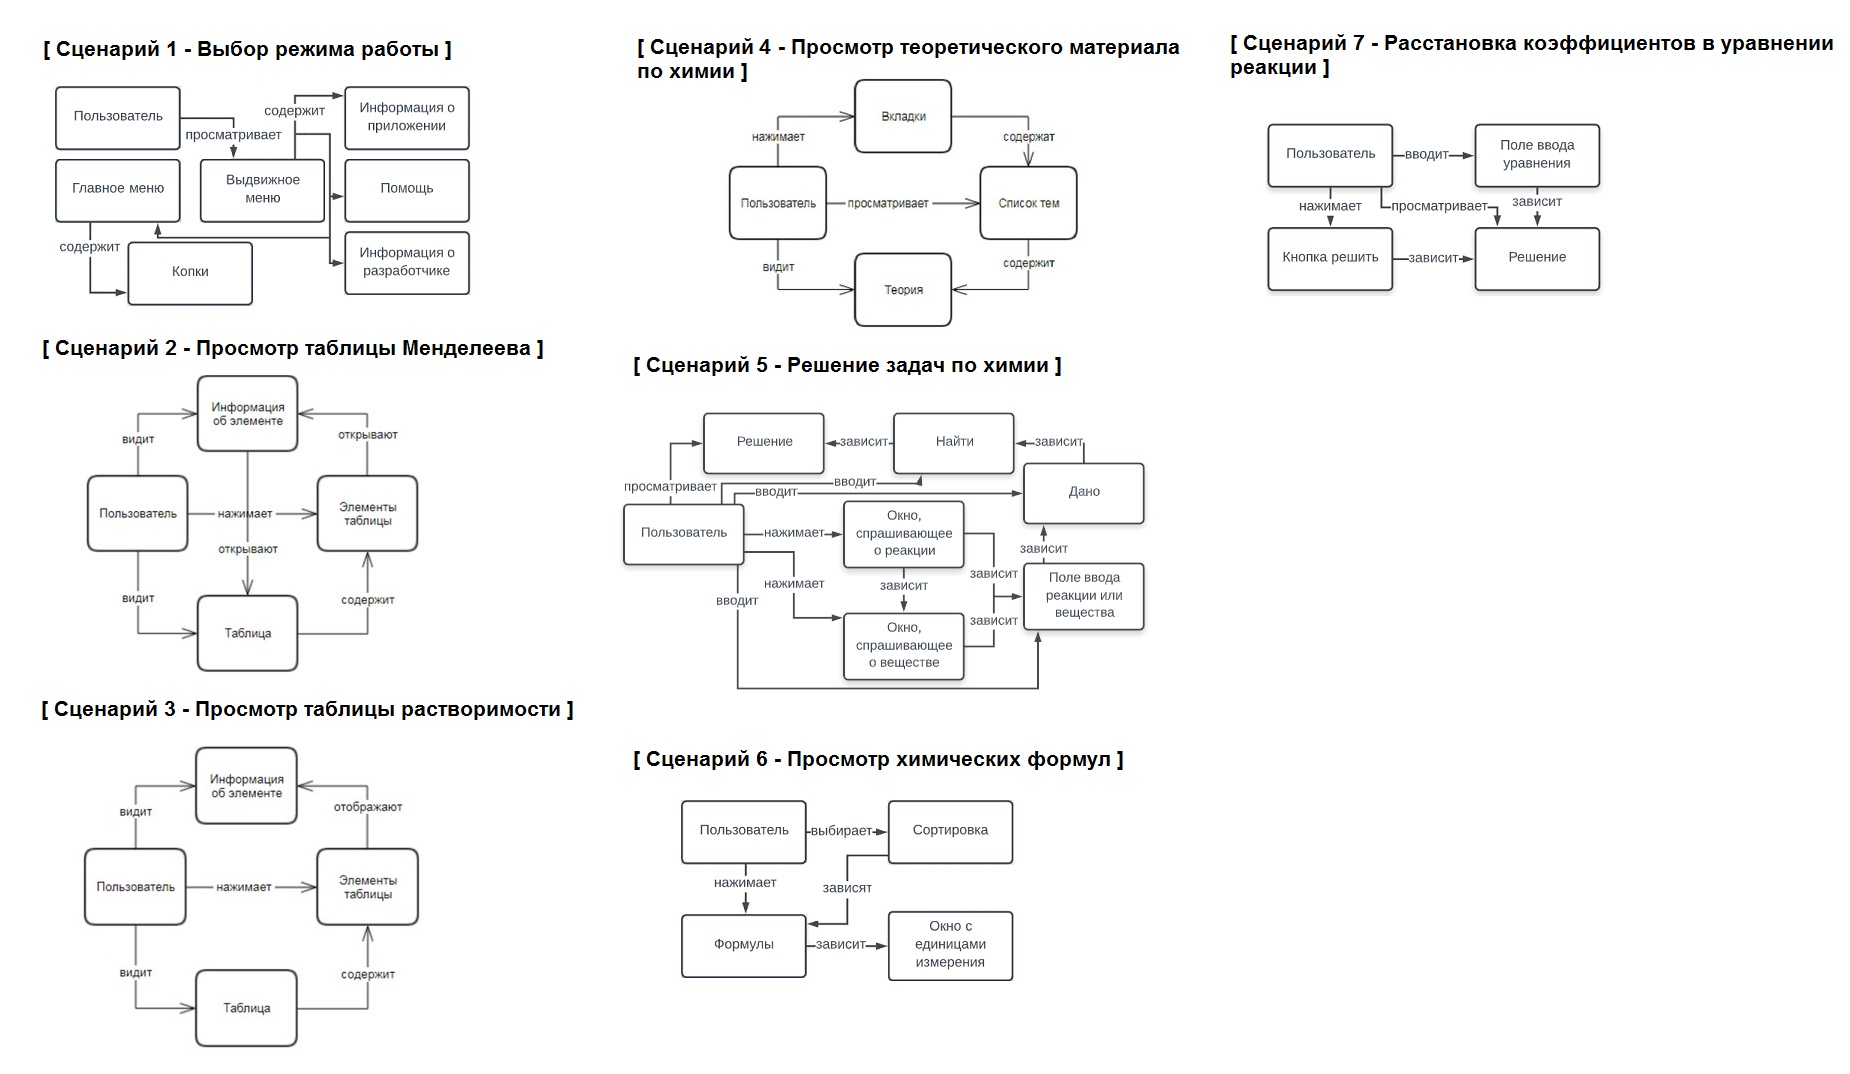 [ Сценарий 1 - Выбор режима работы ]
Пользователь
просматривает
содержит
Информация о
приложении
Главное меню
Выдвижное
меню
Помощь
содержит
Копки
Информация о
разработчике
[ Сценарий 2 - Просмотр таблицы Менделеева ]
Информация
об элементе
видит
открывают
Пользователь
нажимает
Элементы
таблицы
открывают
видит
содержит
Таблица
[ Сценарий 3 - Просмотр таблицы растворимости ]
Информация
об элементе
видит
отображают
Пользователь
нажимает
Элементы
таблицы
видит
содержит
Таблица
[ Сценарий 4 - Просмотр теоретического материала
по химии ]
Вкладки
нажимает
содержат
Пользователь
просматривает
Список тем
видит
содержит
Теория
[ Сценарий 5 - Решение задач по химии ]
Решение
зависит
Найти
зависит
просматривает
вводит
вводит
Дано
Пользователь
нажимает
Окно,
спрашивающее
о реакции
зависит
нажимает
зависит
зависит
вводит
Поле ввода
реакции или
вещества
зависит
Окно,
спрашивающее
о веществе
[ Сценарий 6 - Просмотр химических формул ]
Пользователь
выбирает
Сортировка
нажимает
зависят
Формулы
зависит
Окно с
единицами
измерения
[ Сценарий 7 - Расстановка коэффициентов в уравнении
реакции ]
Пользователь
вводит
Поле ввода
уравнения
нажимает
просматривает
зависит
Кнопка решить
зависит
Решение